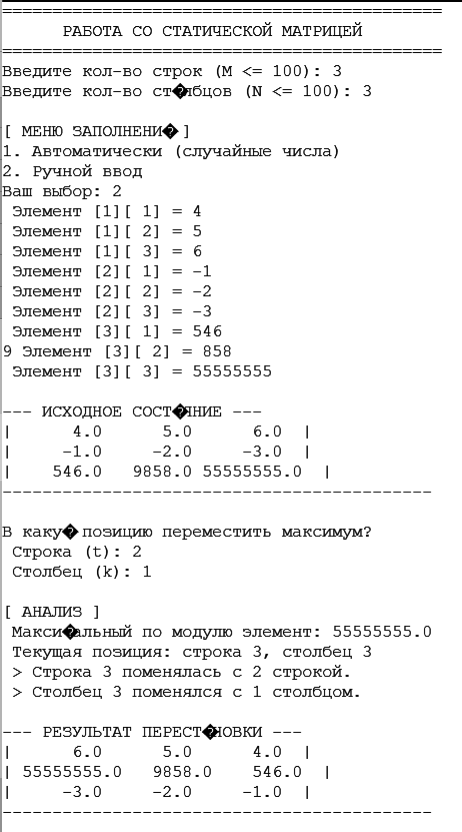 ============================================
РАБОТА СО СТАТИЧЕСКОЙ МАТРИЦЕЙ
============================================
Введите кол-во строк (M <= 100): 3
Введите кол-во ст�лбцов (N <= 100): 3
[ МЕНЮ ЗАПОЛНЕНИ� ]
1. Автоматически (случайные числа)
2. Ручной ввод
Ваш выбор: 2
Элемент [1][ 1] = 4
Элемент [1][ 2] = 5
Элемент [1][ 3] = 6
Элемент [2][ 1] = -1
Элемент [2][ 2] = -2
Элемент [2][ 3] = -3
Элемент [3][ 1] = 546
9 Элемент [3][ 2] = 858
Элемент [3][ 3] = 55555555
--- ИСХОДНОЕ СОСТ�ЯНИЕ ---
| 4.0 5.0 6.0 |
| -1.0 -2.0 -3.0 |
| 546.0 9858.0 55555555.0 |
-------------------------------------------
В каку� позицию переместить максимум?
Строка (t): 2
Столбец (k): 1
[ АНАЛИЗ ]
Макси�альный по модулю элемент: 55555555.0
Текущая позиция: строка 3, столбец 3
> Строка 3 поменялась с 2 строкой.
> Столбец 3 поменялся с 1 столбцом.
--- РЕЗУЛЬТАТ ПЕРЕСТ�НОВКИ ---
| 6.0 5.0 4.0 |
| 55555555.0 9858.0 546.0 |
| -3.0 -2.0 -1.0 |
-------------------------------------------